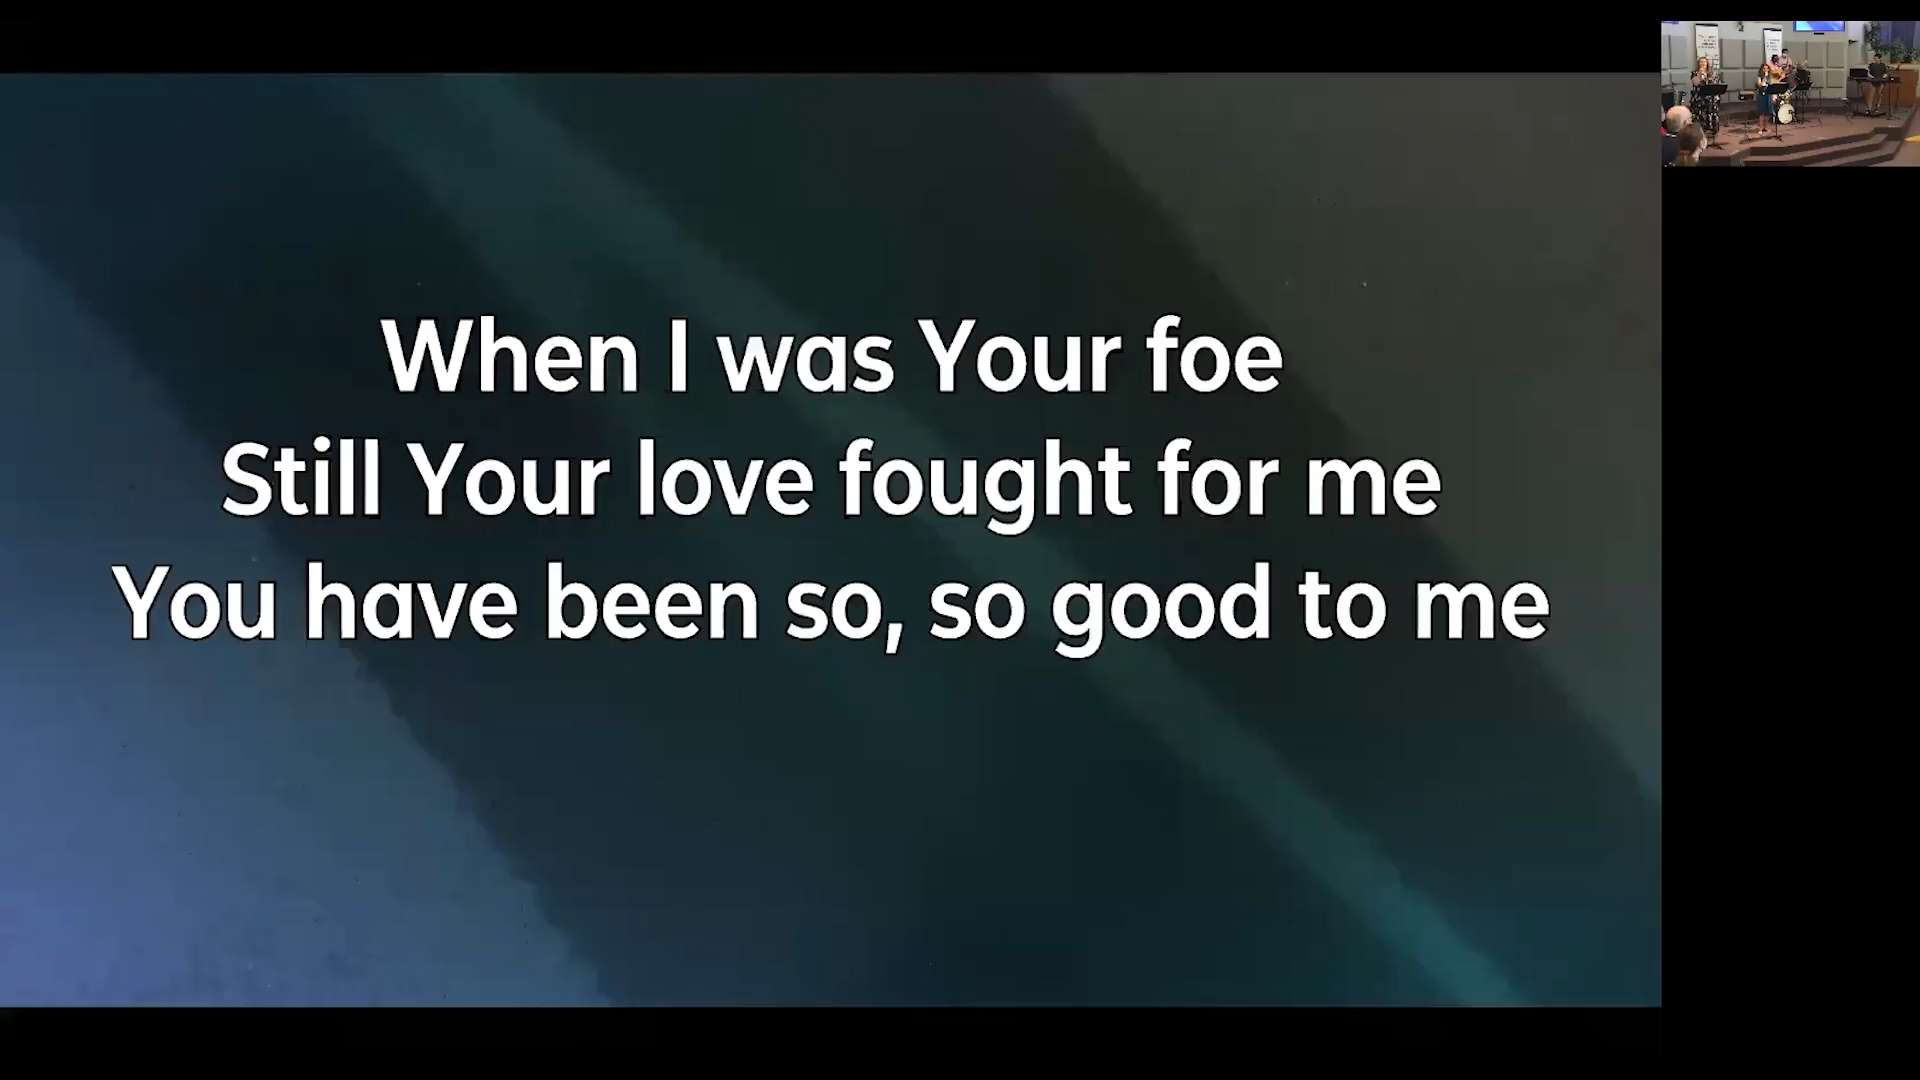 When I was Your foe
Still Your love fought for me
You have been so, so good to me